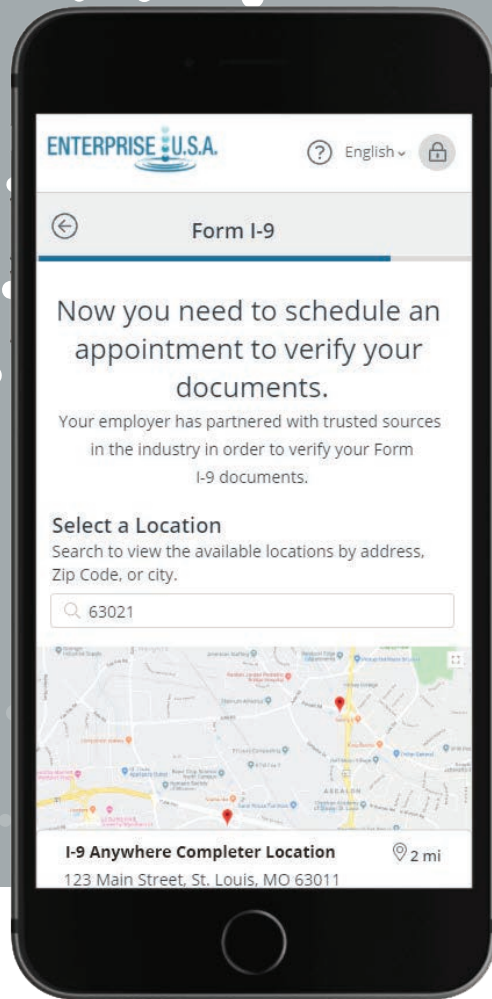 ENTERPRISE U.S.A.
? English
Form I-9
Now you need to schedule an
appointment to verify your
documents.
Your employer has partnered with trusted sources
in the industry in order to verify your Form
I-9 documents.
Select a Location
Search to view the available locations by address,
Zip Code, or city.
63021
I-9 Anywhere Completer Location
2 mi
123 Main Street, St. Louis, MO 63011